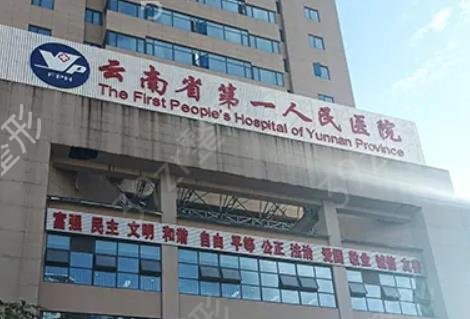 云南省第一人民医院
The First People's Hospital of Yunnan Province
FPH
富强 民主 文明 和谐 自由 平等 公正 法治 爱国 敬业 诚信 友善